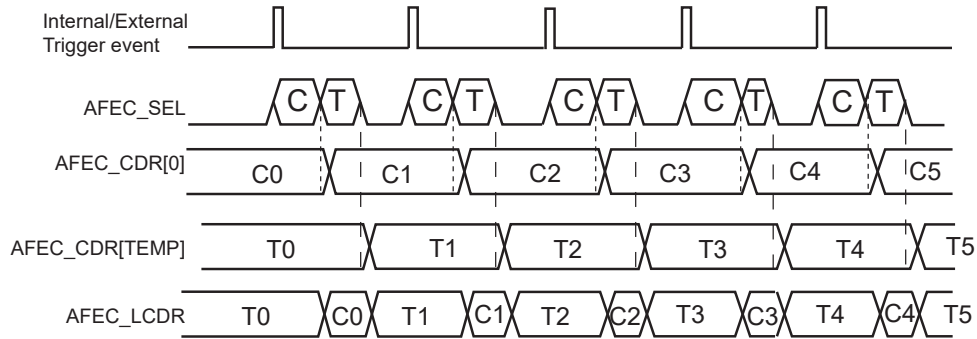 Internal/External
Trigger event
AFEC_SEL C T C T C T C T C T
AFEC_CDR[0] C0 C1 C2 C3 C4 C5
AFEC_CDR[TEMP] T0 T1 T2 T3 T4 T5
AFEC_LCDR T0 C0 T1 C1 T2 C2 T3 C3 T4 C4 T5